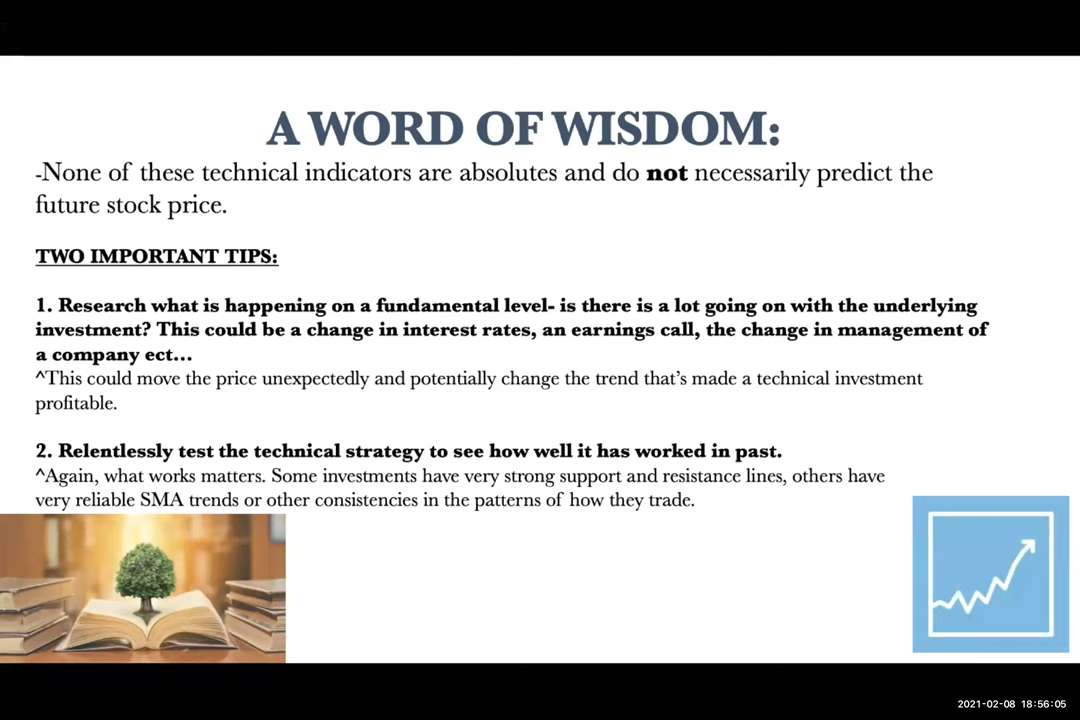 A WORD OF WISDOM:
-None of these technical indicators are absolutes and do not necessarily predict the
future stock price.
TWO IMPORTANT TIPS:
1. Research what is happening on a fundamental level- is there is a lot going on with the underlying
investment? This could be a change in interest rates, an earnings call, the change in management of
a company ect...
^This could move the price unexpectedly and potentially change the trend that's made a technical investment
profitable.
2. Relentlessly test the technical strategy to see how well it has worked in past.
^Again, what works matters. Some investments have very strong support and resistance lines, others have
very reliable SMA trends or other consistencies in the patterns of how they trade.
2021-02-08 18:56:05